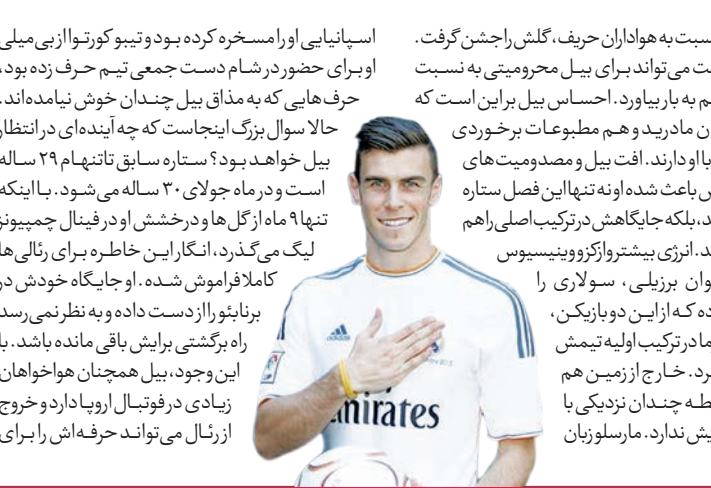 نسبت به هواداران حریف، گلش را جشن گرفت.
می‌تواند برای بیل محرومیتی به نسبت
به بار بیاورد. احساس بیل بر این است که
مادرید و هم مطبوعات برخوردی
با او دارند. افت بیل و مصدومیت‌های
باعث شده او نه تنها این فصل ستاره
بلکه جایگاهش در ترکیب اصلی را هم
انرژی بیشتر واز‌کز و وینیسیوس
برزیلی، سولاری را
که از این دو بازیکن،
در ترکیب اولیه تیمش
خارج از زمین هم
چندان نزدیکی با
ندارد. مارسلو زبان
اسپانیایی او را مسخره کرده بود و تیبو کورتوا از بی‌میلی
او برای حضور در شام دست جمعی تیم حرف زده بود،
حرف‌هایی که به مذاق بیل چندان خوش نیامده‌اند.
حالا سوال بزرگ اینجاست که چه آینده‌ای در انتظار
بیل خواهد بود؟ ستاره سابق تاتنهام ۲۹ ساله
است و در ماه جولای ۳۰ ساله می‌شود. با اینکه
تنها ۹ ماه از گل‌ها و درخشش او در فینال چمپیونز
لیگ می‌گذرد، انگار این خاطره برای رئالی‌ها
کاملا فراموش شده. او جایگاه خودش در
برنابئو را از دست داده و به نظر نمی‌رسد
راه برگشتی برایش باقی مانده باشد. با
این وجود، بیل همچنان هواخواهان
زیادی در فوتبال اروپا دارد و خروج
از رئال می‌تواند حرفه‌اش را برای
adidas
Emirates